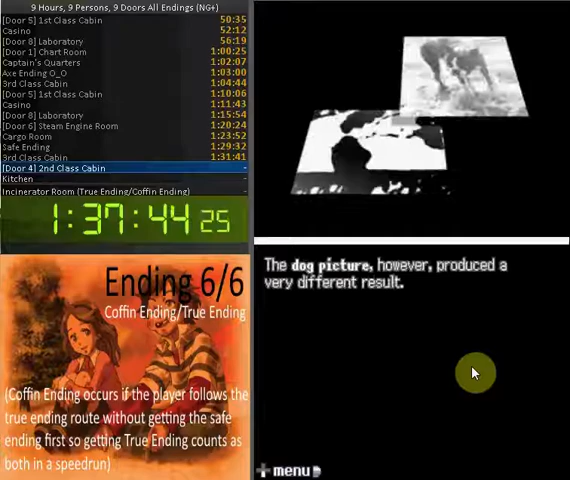 9 Hours, 9 Persons, 9 Doors All Endings (NG+)
[Door 5] 1st Class Cabin 50:35
Casino 52:12
[Door 8] Laboratory 56:19
[Door 1] Chart Room 1:00:25
Captain's Quarters 1:02:07
Axe Ending O_O 1:03:00
3rd Class Cabin 1:04:44
[Door 5] 1st Class Cabin 1:10:06
Casino 1:11:43
[Door 8] Laboratory 1:15:54
[Door 6] Steam Engine Room 1:20:24
Cargo Room 1:23:52
Safe Ending 1:29:32
3rd Class Cabin 1:31:41
[Door 4] 2nd Class Cabin -
Kitchen -
Incinerator Room (True Ending/Coffin Ending) -
1:37:44 25
Ending 6/6
Coffin Ending/True Ending
(Coffin Ending occurs if the player follows the
true ending route without getting the safe
ending first so getting True Ending counts as
both in a speedrun)
The dog picture, however, produced a
very different result.
menu